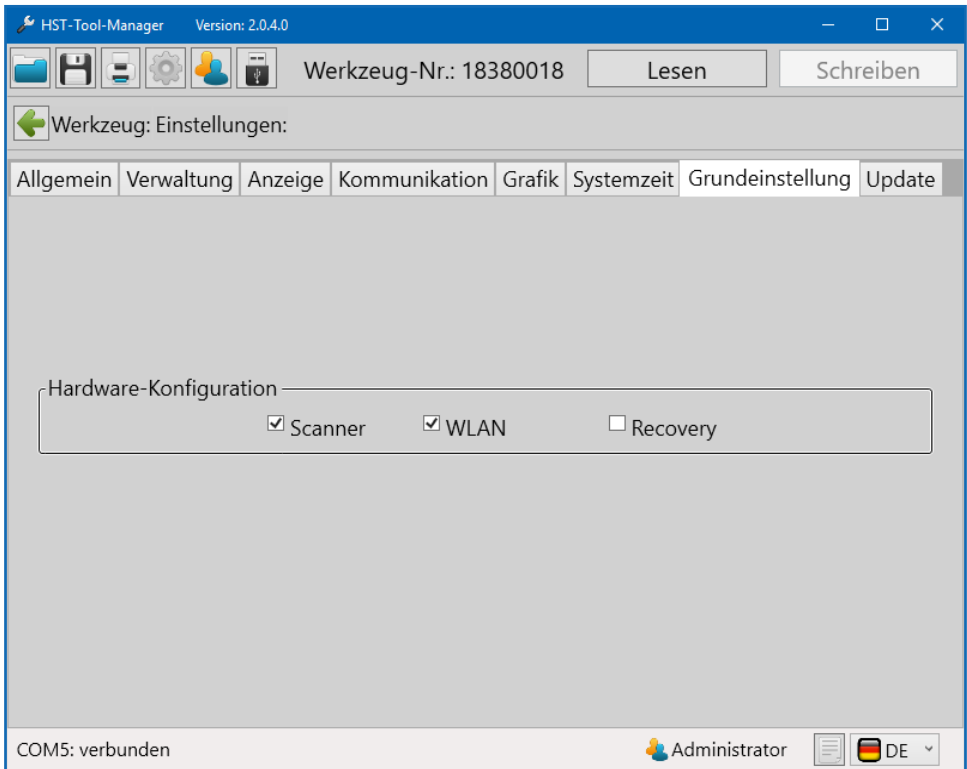 HST-Tool-Manager Version: 2.0.4.0
Werkzeug-Nr.: 18380018 Lesen Schreiben
Werkzeug: Einstellungen:
Allgemein Verwaltung Anzeige Kommunikation Grafik Systemzeit Grundeinstellung Update
Hardware-Konfiguration
Scanner WLAN Recovery
COM5: verbunden Administrator DE